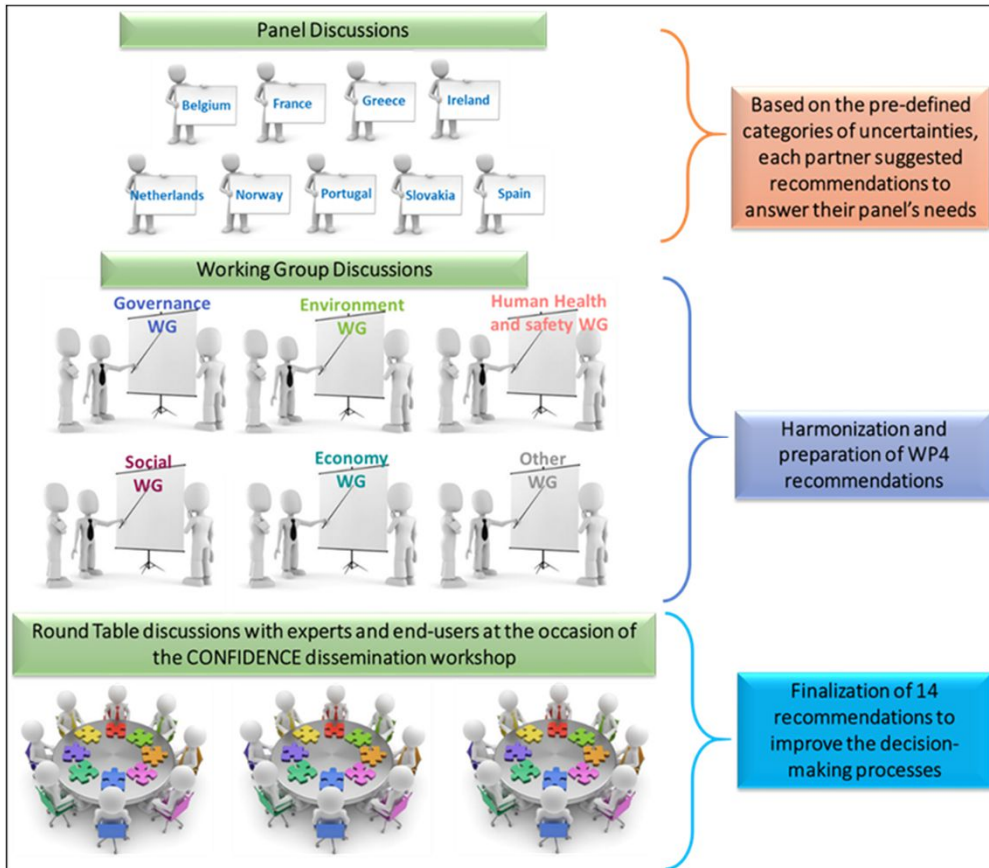 Panel Discussions
Belgium
France
Greece
Ireland
Netherlands
Norway
Portugal
Slovakia
Spain
Based on the pre-defined
categories of uncertainties,
each partner suggested
recommendations to
answer their panel's needs
Working Group Discussions
Governance
WG
Environment
WG
Human Health
and safety WG
Social
WG
Economy
WG
Other
WG
Harmonization and
preparation of WP4
recommendations
Round Table discussions with experts and end-users at the occasion of
the CONFIDENCE dissemination workshop
Finalization of 14
recommendations to
improve the decision-
making processes